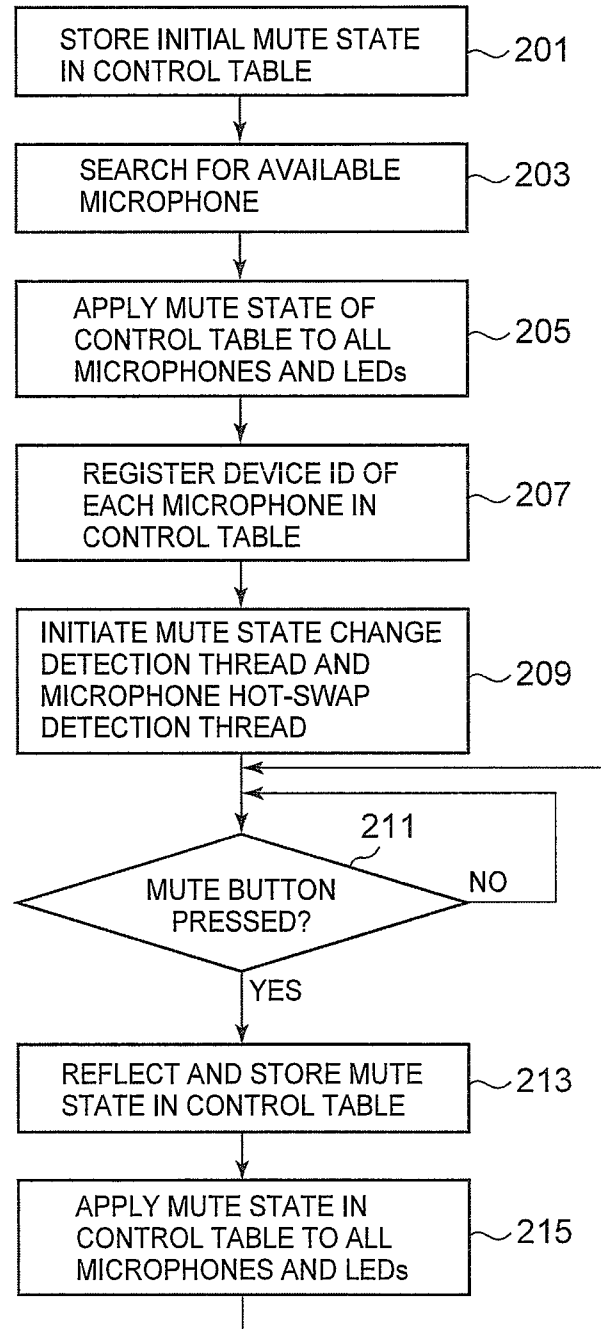 STORE INITIAL MUTE STATE
IN CONTROL TABLE
201
SEARCH FOR AVAILABLE
MICROPHONE
203
APPLY MUTE STATE OF
CONTROL TABLE TO ALL
MICROPHONES AND LEDs
205
REGISTER DEVICE ID OF
EACH MICROPHONE IN
CONTROL TABLE
207
INITIATE MUTE STATE CHANGE
DETECTION THREAD AND
MICROPHONE HOT-SWAP
DETECTION THREAD
209
211
MUTE BUTTON
PRESSED?
NO
YES
REFLECT AND STORE MUTE
STATE IN CONTROL TABLE
213
APPLY MUTE STATE IN
CONTROL TABLE TO ALL
MICROPHONES AND LEDs
215